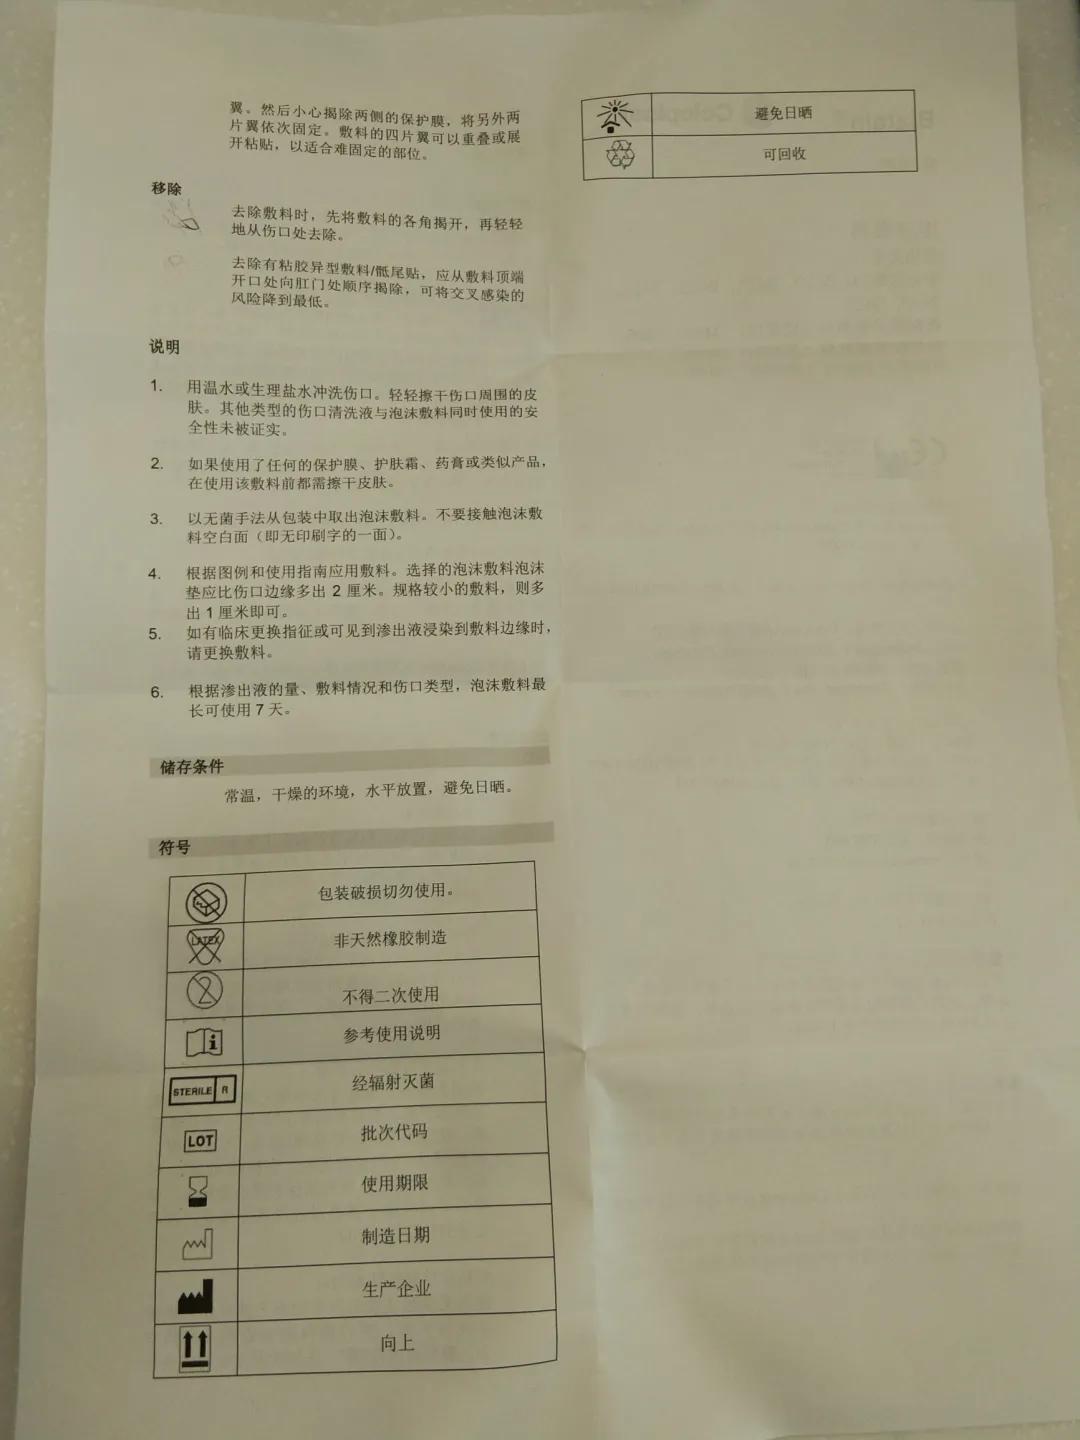 翼。然后小心揭除两侧的保护膜，将另外两
片翼依次固定。敷料的四片翼可以重叠或展
开粘贴，以适合难固定的部位。
移除
去除敷料时，先将敷料的各角揭开，再轻轻
地从伤口处去除。
去除有粘胶异型敷料/骶尾贴，应从敷料顶端
开口处向肛门处顺序揭除，可将交叉感染的
风险降到最低。
说明
1. 用温水或生理盐水冲洗伤口。轻轻擦干伤口周围的皮
肤。其他类型的伤口清洗液与泡沫敷料同时使用的安
全性未被证实。
2. 如果使用了任何的保护膜、护肤霜、药膏或类似产品，
在使用该敷料前都需擦干皮肤。
3. 以无菌手法从包装中取出泡沫敷料。不要接触泡沫敷
料空白面（即无印刷字的一面）。
4. 根据图例和使用指南应用敷料。选择的泡沫敷料泡沫
垫应比伤口边缘多出 2 厘米。规格较小的敷料，则多
出 1 厘米即可。
5. 如有临床更换指征或可见到渗出液浸染到敷料边缘时，
请更换敷料。
6. 根据渗出液的量、敷料情况和伤口类型，泡沫敷料最
长可使用 7 天。
储存条件
常温，干燥的环境，水平放置，避免日晒。
符号
包装破损切勿使用。
LATEX 非天然橡胶制造
2 不得二次使用
i 参考使用说明
STERILE R 经辐射灭菌
LOT 批次代码
使用期限
制造日期
生产企业
向上
避免日晒
可回收